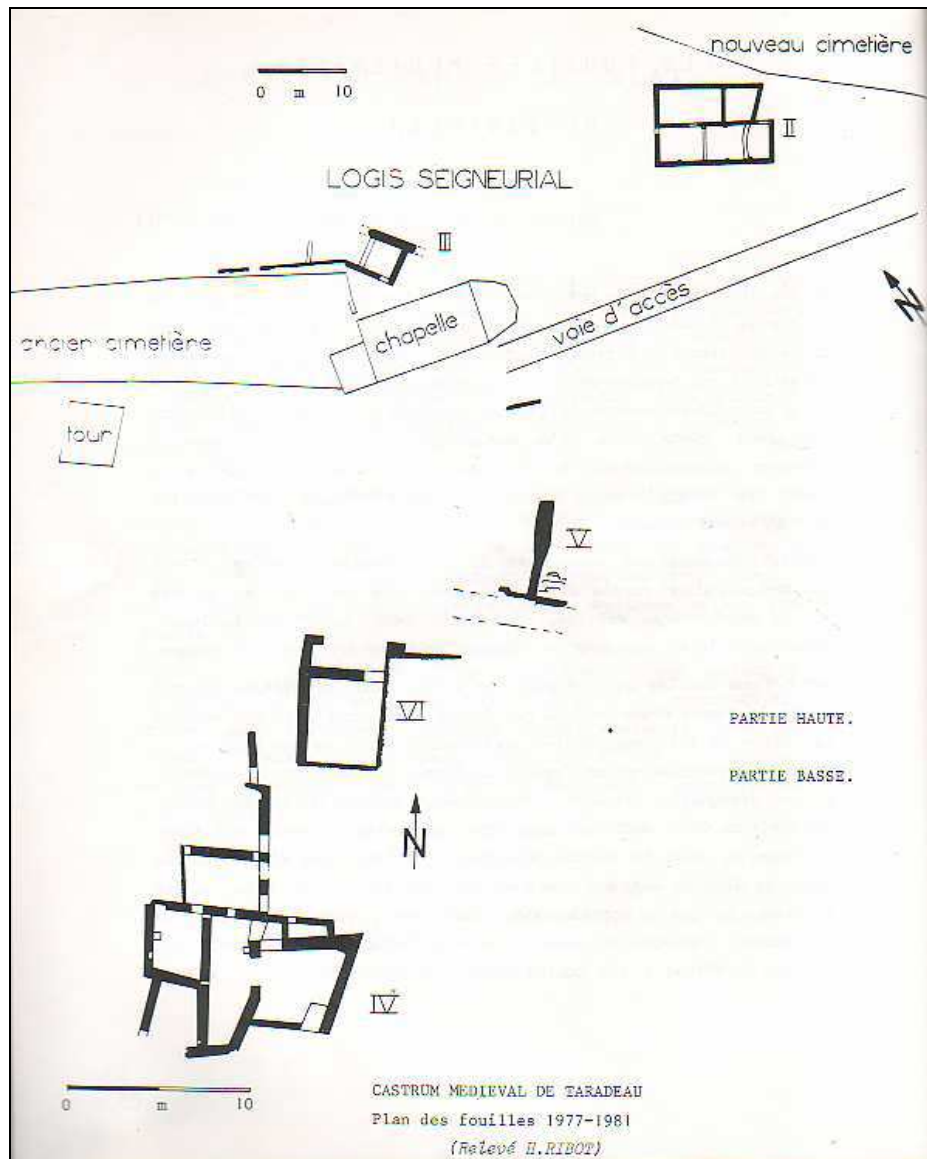 nouveau cimetière
0 m 10
II
LOGIS SEIGNEURIAL
III
N
voie d'accès
chapelle
ancien cimetière
tour
V
VI
PARTIE HAUTE.
PARTIE BASSE.
N
IV
0 m 10
CASTRUM MEDIEVAL DE TARADEAU
Plan des fouilles 1977-1981
(Relevé H.RIBOT)